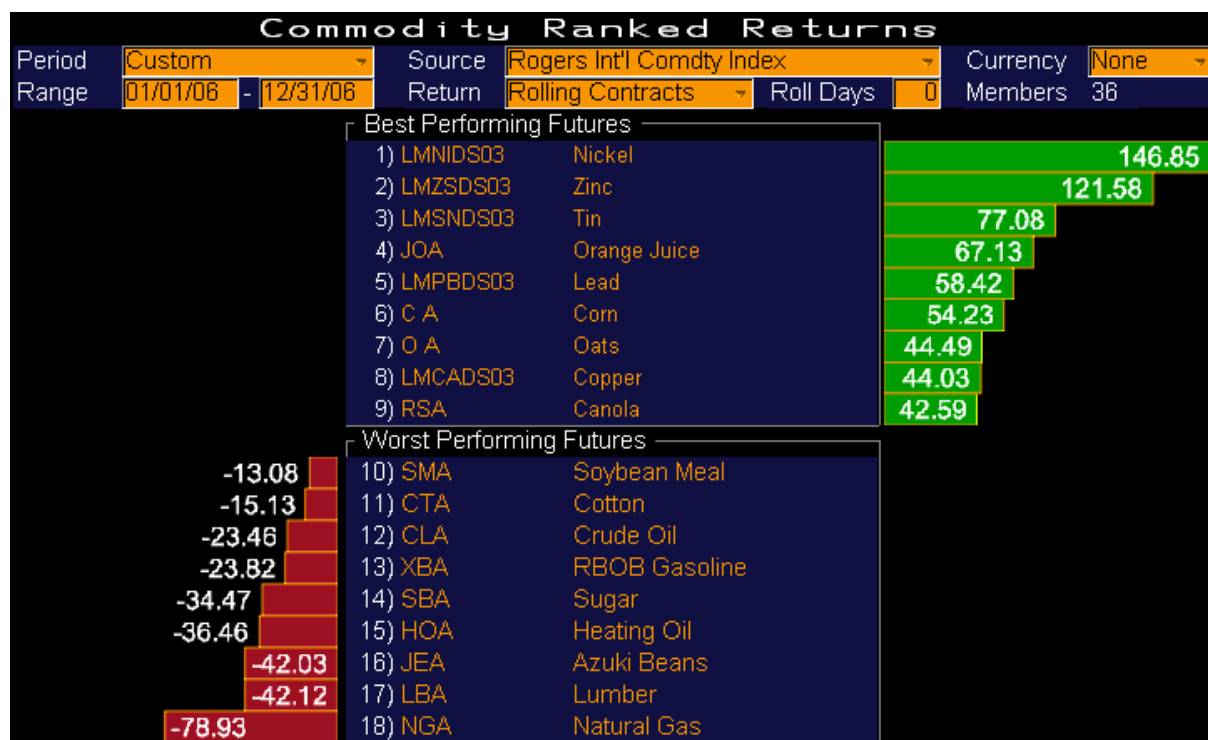 Commodity Ranked Returns
Period Custom Source Rogers Int'l Comdty Index Currency None
Range 01/01/06 - 12/31/06 Return Rolling Contracts Roll Days 0 Members 36
Best Performing Futures
1) LMNIDS03 Nickel 146.85
2) LMZSDS03 Zinc 121.58
3) LMSNDS03 Tin 77.08
4) JOA Orange Juice 67.13
5) LMPBDS03 Lead 58.42
6) C A Corn 54.23
7) O A Oats 44.49
8) LMCADS03 Copper 44.03
9) RSA Canola 42.59
Worst Performing Futures
-13.08 10) SMA Soybean Meal
-15.13 11) CTA Cotton
-23.46 12) CLA Crude Oil
-23.82 13) XBA RBOB Gasoline
-34.47 14) SBA Sugar
-36.46 15) HOA Heating Oil
-42.03 16) JEA Azuki Beans
-42.12 17) LBA Lumber
-78.93 18) NGA Natural Gas